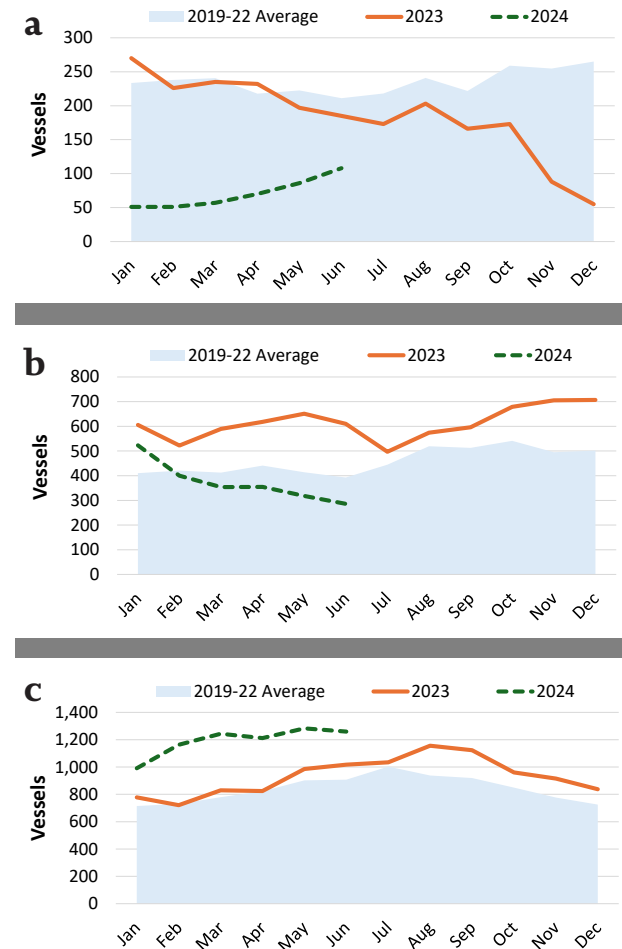 a
2019-22 Average 2023 2024
300
250
200
150
100
50
0
Vessels
Jan Feb Mar Apr May Jun Jul Aug Sep Oct Nov Dec
b
2019-22 Average 2023 2024
800
700
600
500
400
300
200
100
0
Vessels
Jan Feb Mar Apr May Jun Jul Aug Sep Oct Nov Dec
c
2019-22 Average 2023 2024
1,400
1,200
1,000
800
600
400
200
0
Vessels
Jan Feb Mar Apr May Jun Jul Aug Sep Oct Nov Dec